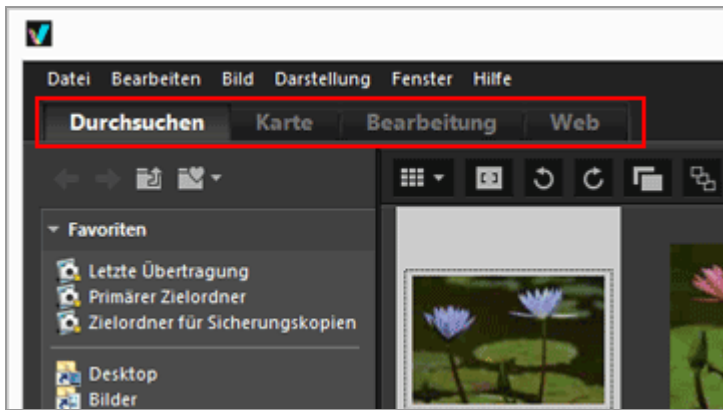 Datei Bearbeiten Bild Darstellung Fenster Hilfe
Durchsuchen Karte Bearbeitung Web
Favoriten
Letzte Übertragung
Primärer Zielordner
Zielordner für Sicherungskopien
Desktop
Bilder